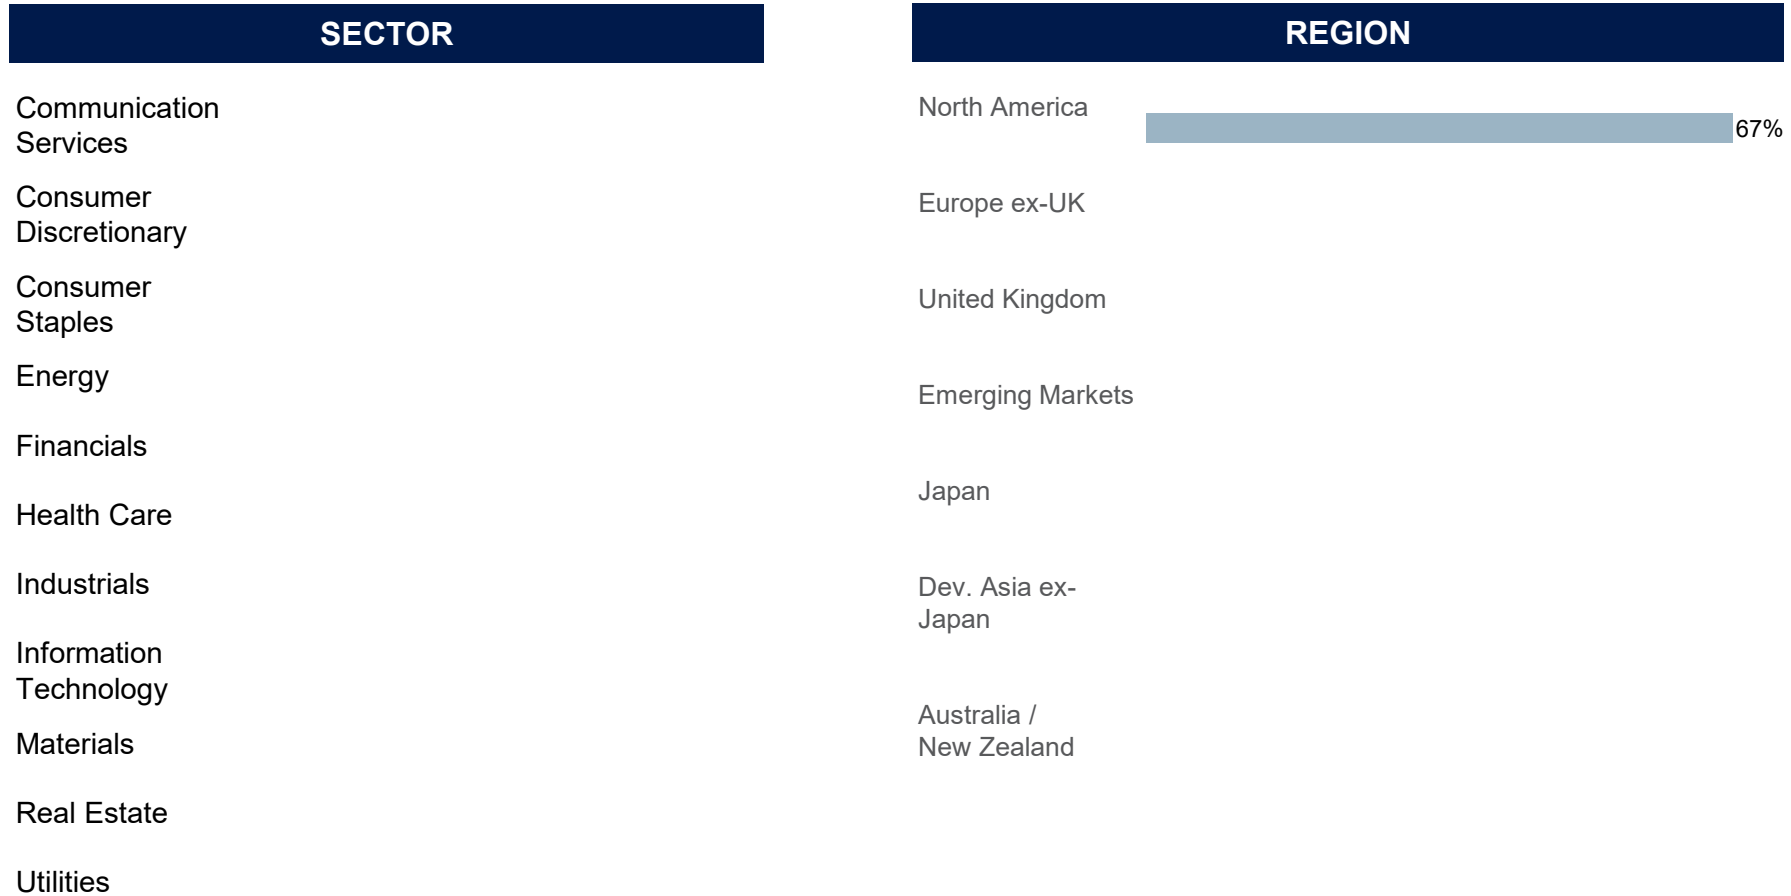 SECTOR
Communication
Services
Consumer
Discretionary
Consumer
Staples
Energy
Financials
Health Care
Industrials
Information
Technology
Materials
Real Estate
Utilities
REGION
North America
67%
Europe ex-UK
United Kingdom
Emerging Markets
Japan
Dev. Asia ex-
Japan
Australia /
New Zealand